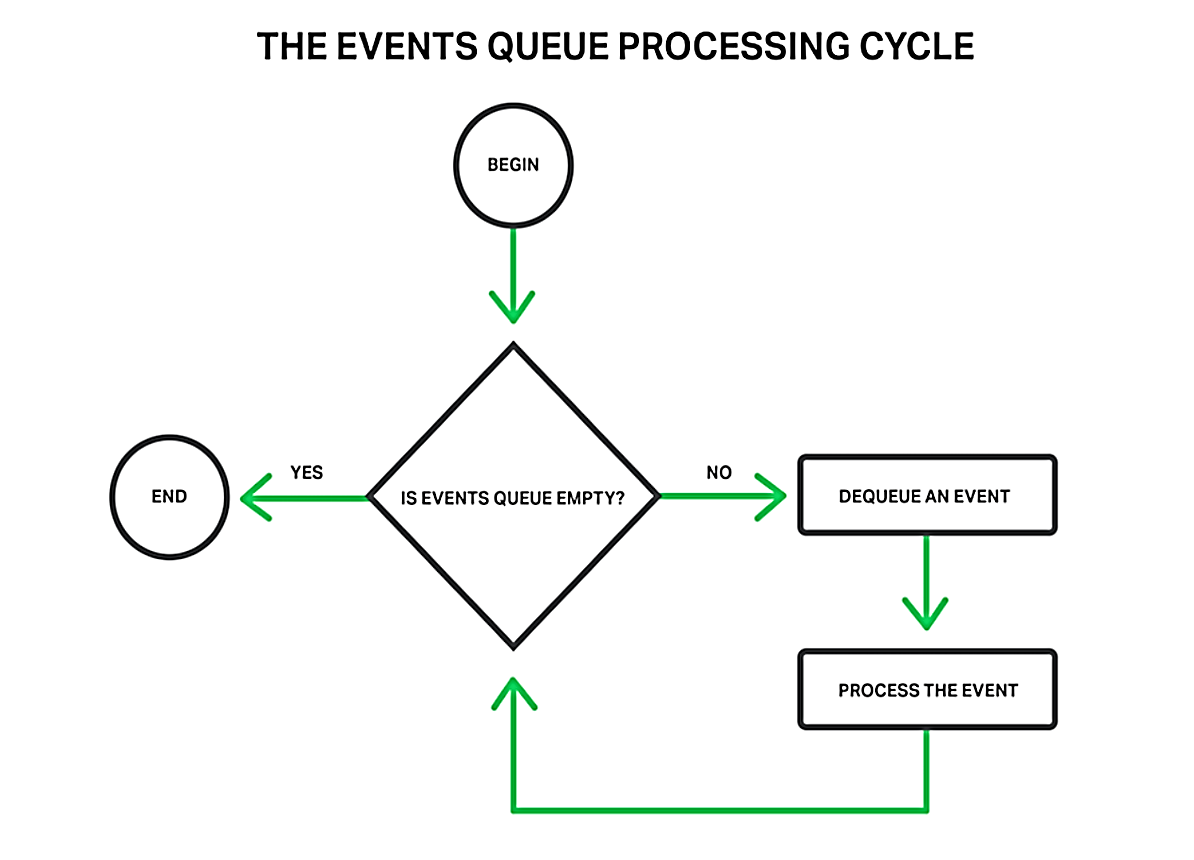 THE EVENTS QUEUE PROCESSING CYCLE
BEGIN
IS EVENTS QUEUE EMPTY?
YES
END
NO
DEQUEUE AN EVENT
PROCESS THE EVENT